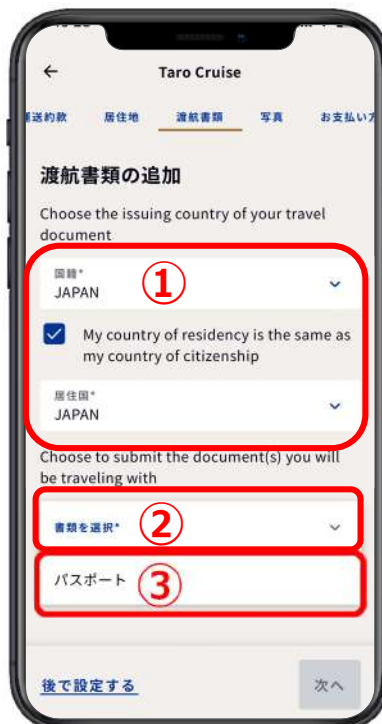 ←
Taro Cruise
送約款 居住地 渡航書類 写真 お支払い方
渡航書類の追加
Choose the issuing country of your travel
document
国籍*
JAPAN
①
My country of residency is the same as
my country of citizenship
居住国*
JAPAN
Choose to submit the document(s) you will
be traveling with
書類を選択*
②
パスポート
③
後で設定する 次へ